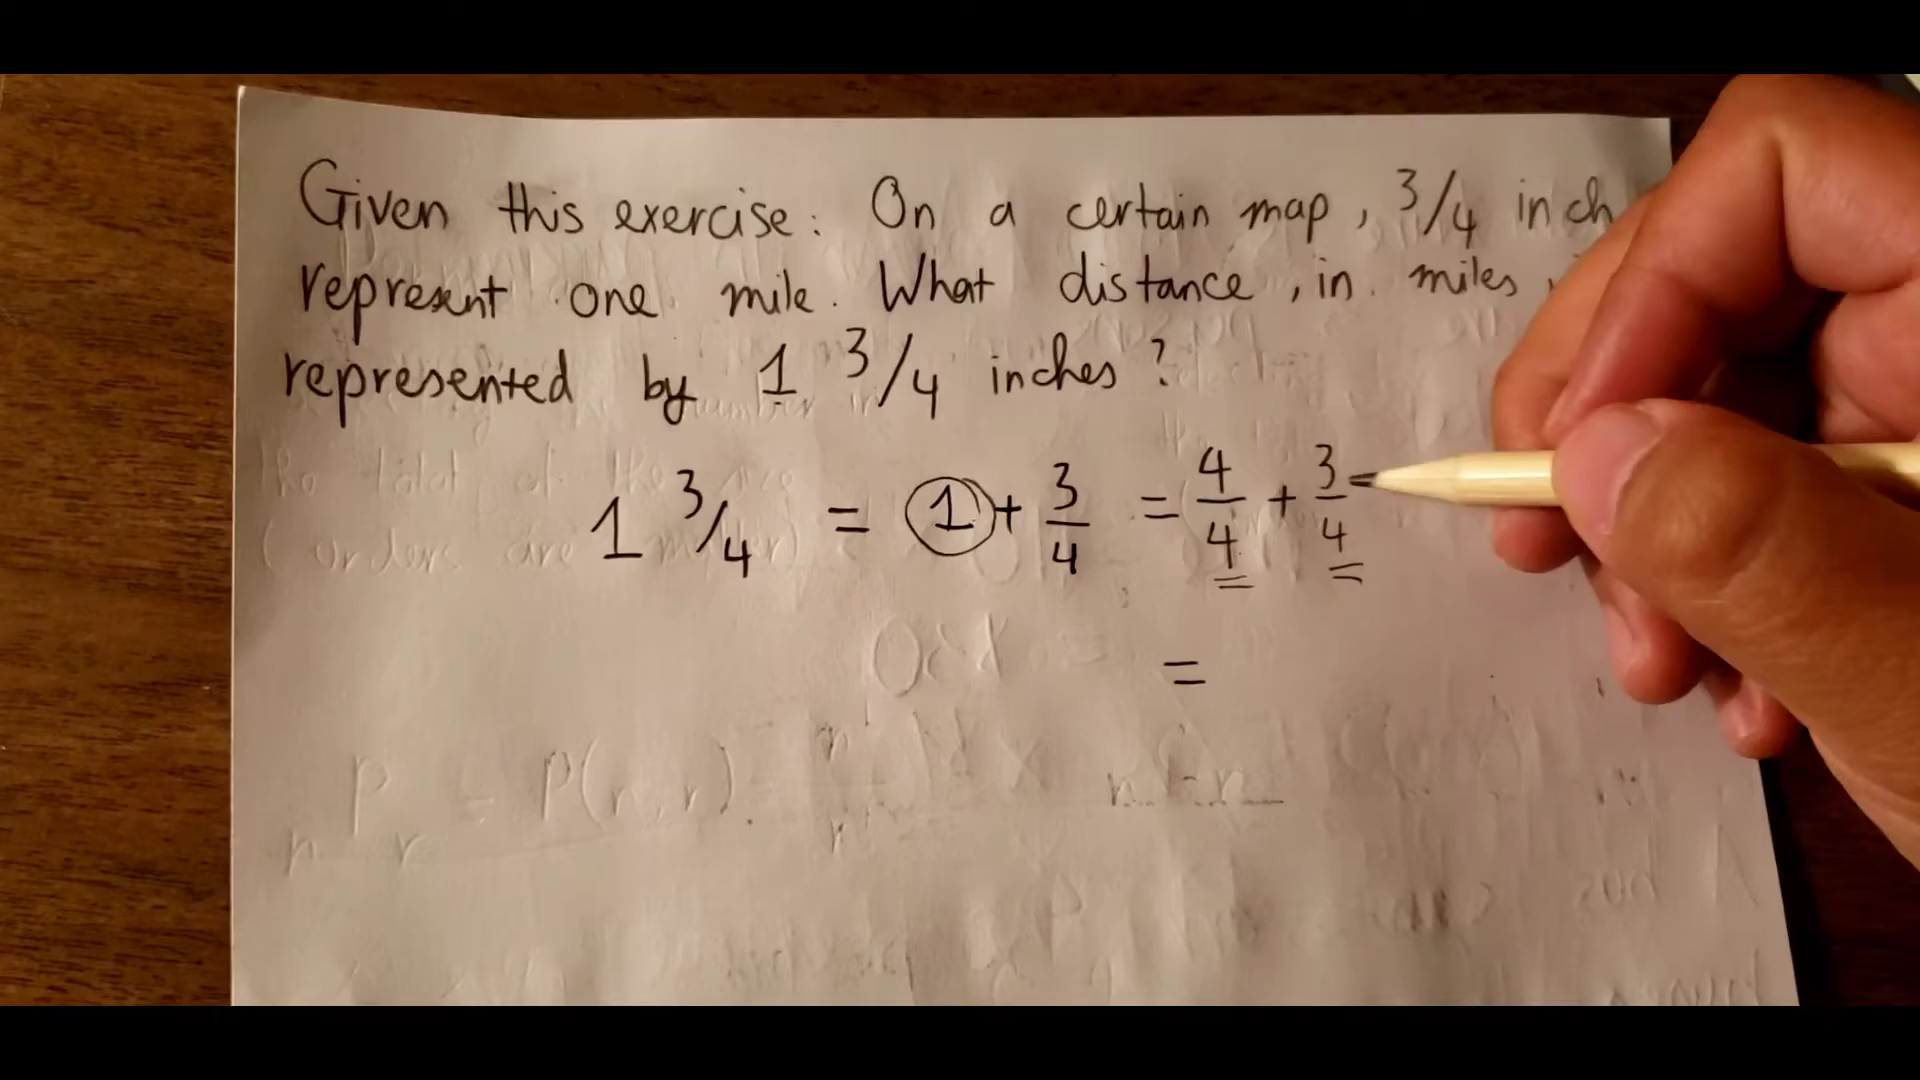 Given this exercise: On a certain map, 3/4 inch
represent one mile. What distance, in miles,
represented by 1 3/4 inches?
1 3/4 = 1 + 3/4 = 4/4 + 3/4
=